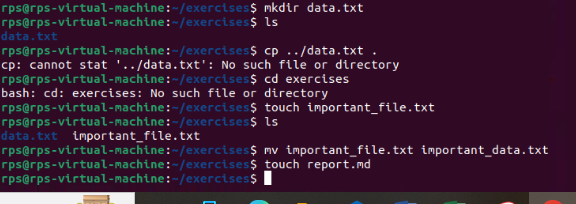 rps@rps-virtual-machine:~/exercises$ mkdir data.txt
rps@rps-virtual-machine:~/exercises$ ls
data.txt
rps@rps-virtual-machine:~/exercises$ cp ../data.txt .
cp: cannot stat '../data.txt': No such file or directory
rps@rps-virtual-machine:~/exercises$ cd exercises
bash: cd: exercises: No such file or directory
rps@rps-virtual-machine:~/exercises$ touch important_file.txt
rps@rps-virtual-machine:~/exercises$ ls
data.txt  important_file.txt
rps@rps-virtual-machine:~/exercises$ mv important_file.txt important_data.txt
rps@rps-virtual-machine:~/exercises$ touch report.md
rps@rps-virtual-machine:~/exercises$